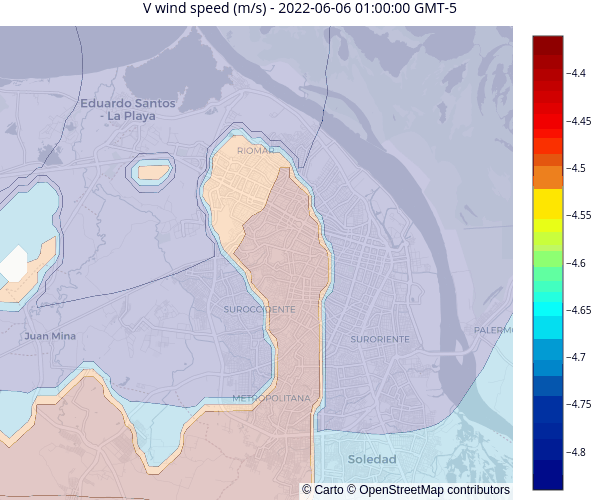 V wind speed (m/s) - 2022-06-06 01:00:00 GMT-5
Eduardo Santos
- La Playa
RIOMAR
SUROCCIDENTE
Juan Mina
SURORIENTE
PALERMO
METROPOLITANA
Soledad
−4.4
−4.45
−4.5
−4.55
−4.6
−4.65
−4.7
−4.75
−4.8
© Carto © OpenStreetMap contributors